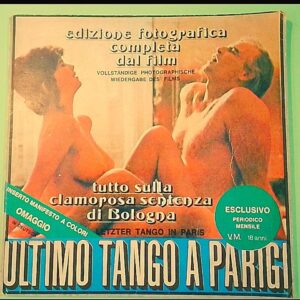 edizione fotografica
completa
dal film
VOLLSTÄNDIGE PHOTOGRAPHISCHE
WIEDERGABE DES FILMS
tutto sulla
clamorosa sentenza
di Bologna
INSERTO MANIFESTO A COLORI
OMAGGIO
ESCLUSIVO
PERIODICO
MENSILE
V.M. 18 anni
LETZTER TANGO IN PARIS
ULTIMO TANGO A PARIGI